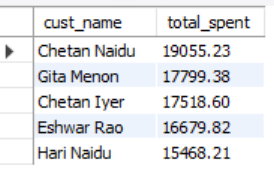 cust_name total_spent
Chetan Naidu 19055.23
Gita Menon 17799.38
Chetan Iyer 17518.60
Eshwar Rao 16679.82
Hari Naidu 15468.21